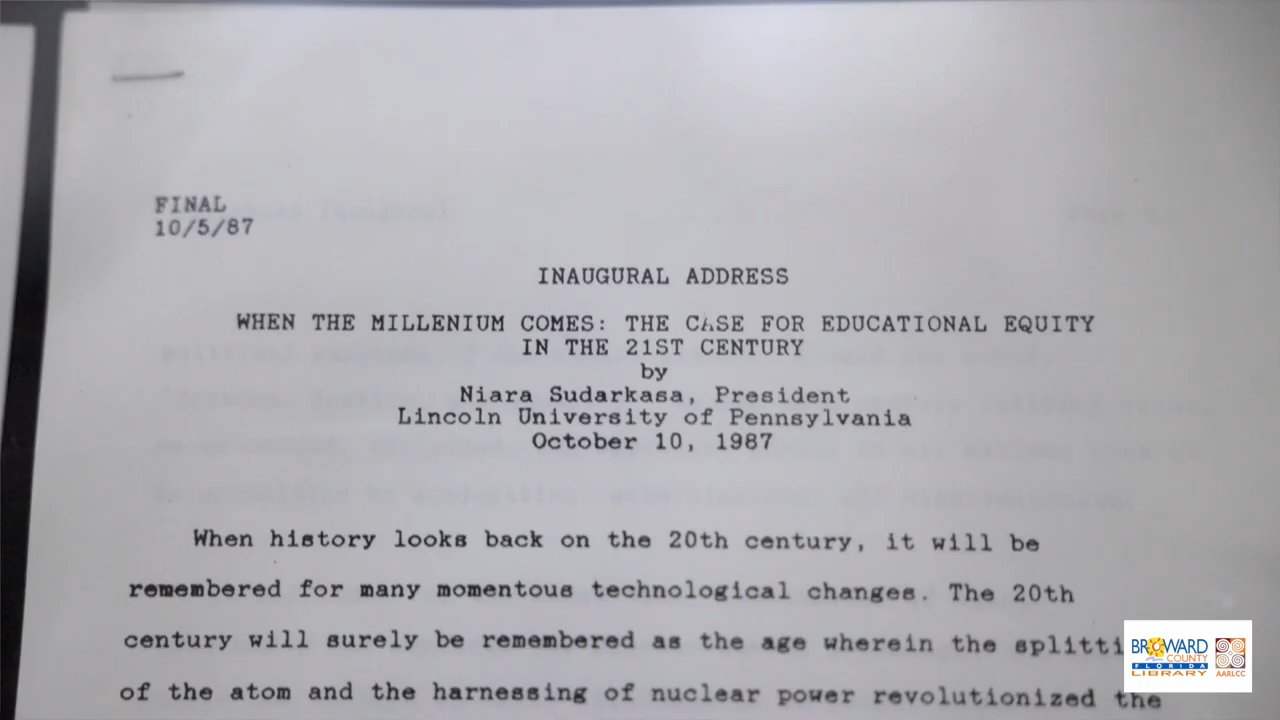 FINAL
10/5/87
INAUGURAL ADDRESS
WHEN THE MILLENIUM COMES: THE CASE FOR EDUCATIONAL EQUITY
IN THE 21ST CENTURY
by
Niara Sudarkasa, President
Lincoln University of Pennsylvania
October 10, 1987
When history looks back on the 20th century, it will be
remembered for many momentous technological changes. The 20th
century will surely be remembered as the age wherein the splitti
of the atom and the harnessing of nuclear power revolutionized the
BROWARD
COUNTY
FLORIDA
LIBRARY
AARLCC